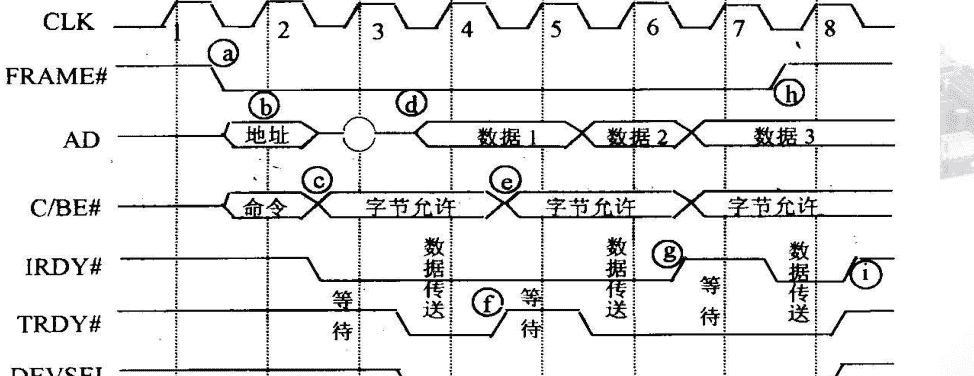 CLK 1 2 3 4 5 6 7 8
a
FRAME#
h
b d
AD 地址 数据 1 数据 2 数据 3
c e
C/BE# 命令 字节允许 字节允许 字节允许
IRDY# 数据传送 数据传送 g 数据传送 i
等待 f 等待 等待
TRDY#
DEVSEL